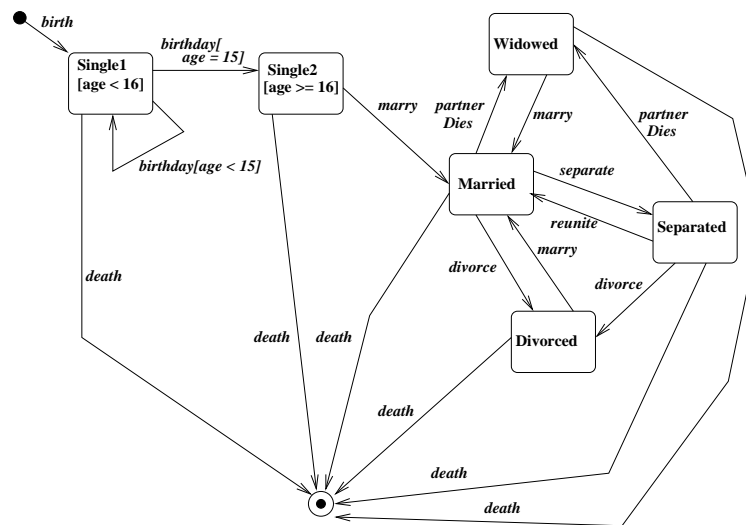 birth
Single1
[age < 16]
birthday[
age = 15]
birthday[age < 15]
Single2
[age >= 16]
marry
Widowed
partner
Dies
marry
partner
Dies
Married
separate
reunite
Separated
marry
divorce
divorce
Divorced
death
death
death
death
death
death